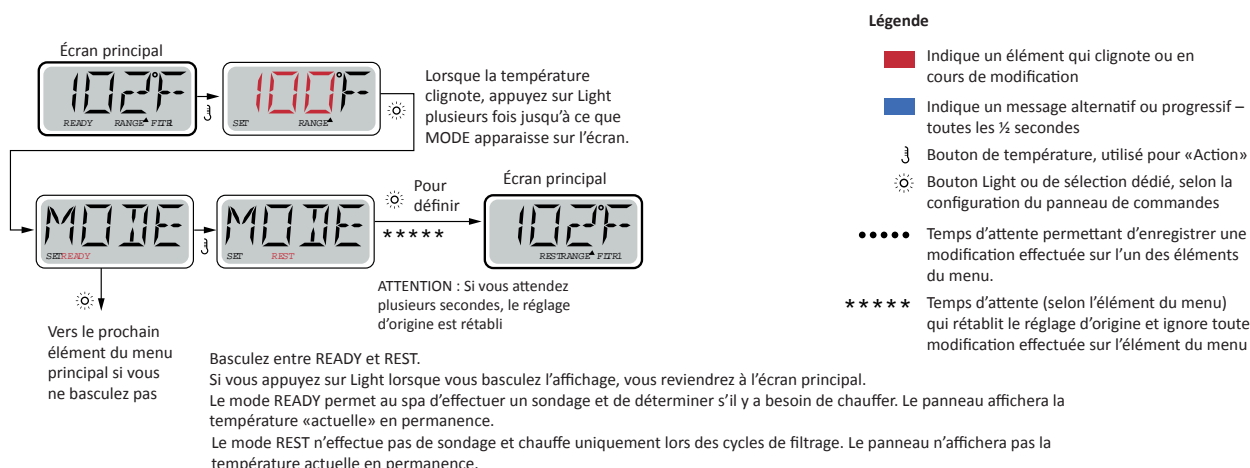 Écran principal
102°F
READY RANGE FITR1
100°F
SET RANGE
Lorsque la température
clignote, appuyez sur Light
plusieurs fois jusqu’à ce que
MODE apparaisse sur l’écran.
MODE
SET READY
MODE
SET REST
Pour
définir
*****
Écran principal
102°F
REST RANGE FITR1
ATTENTION : Si vous attendez
plusieurs secondes, le réglage
d’origine est rétabli
Vers le prochain
élément du menu
principal si vous
ne basculez pas
Basculez entre READY et REST.
Si vous appuyez sur Light lorsque vous basculez l’affichage, vous reviendrez à l’écran principal.
Le mode READY permet au spa d’effectuer un sondage et de déterminer s’il y a besoin de chauffer. Le panneau affichera la
température «actuelle» en permanence.
Le mode REST n’effectue pas de sondage et chauffe uniquement lors des cycles de filtrage. Le panneau n’affichera pas la
température actuelle en permanence.
Légende
Indique un élément qui clignote ou en
cours de modification
Indique un message alternatif ou progressif –
toutes les ½ secondes
Bouton de température, utilisé pour «Action»
Bouton Light ou de sélection dédié, selon la
configuration du panneau de commandes
••••• Temps d’attente permettant d’enregistrer une
modification effectuée sur l’un des éléments
du menu.
***** Temps d’attente (selon l’élément du menu)
qui rétablit le réglage d’origine et ignore toute
modification effectuée sur l’élément du menu